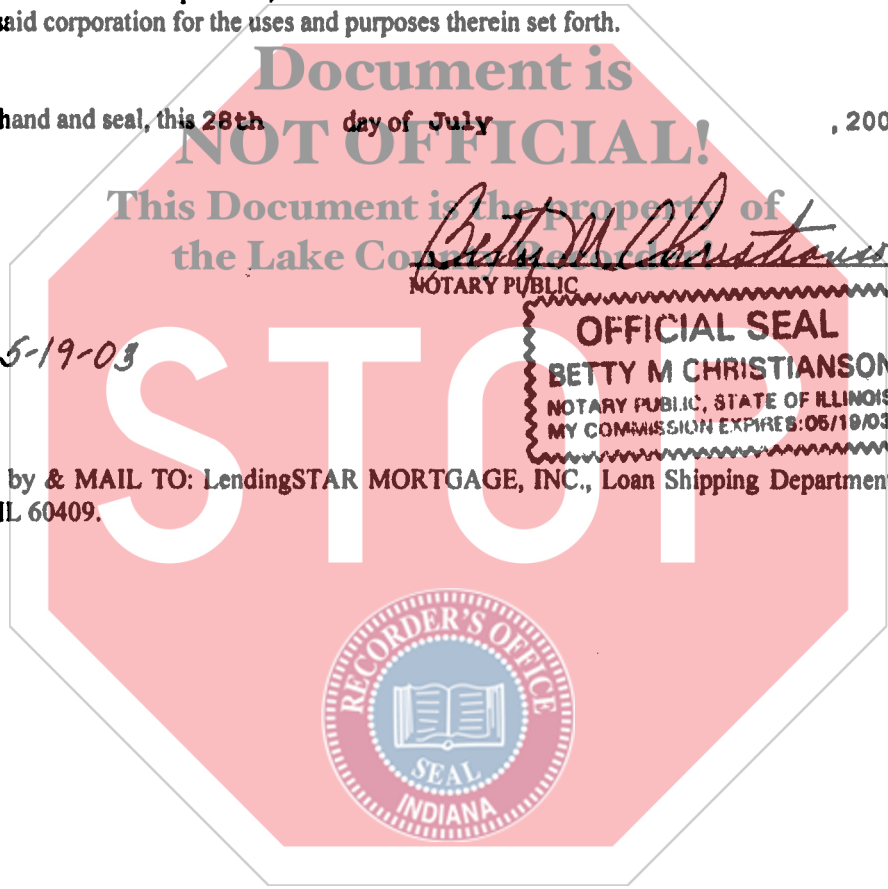 said corporation for the uses and purposes therein set forth.
Document is
hand and seal, this 28th day of July , 200
NOT OFFICIAL!
This Document is the property of
the Lake County Recorder!
Betty M Christianson
NOTARY PUBLIC
STOP
OFFICIAL SEAL
BETTY M CHRISTIANSON
NOTARY PUBLIC, STATE OF ILLINOIS
MY COMMISSION EXPIRES:05/19/03
5-19-03
by & MAIL TO: LendingSTAR MORTGAGE, INC., Loan Shipping Department
IL 60409.
RECORDER'S OFFICE
SEAL
INDIANA